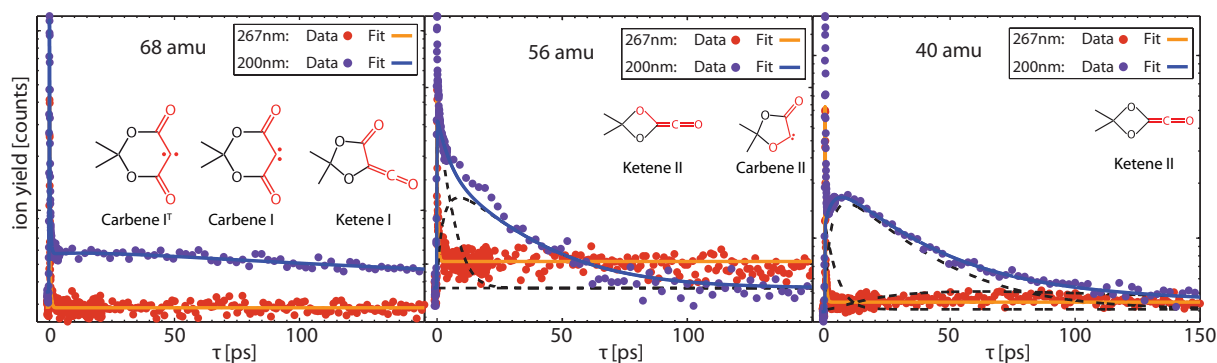 68 amu
267nm: Data Fit
200nm: Data Fit
O
O
O
O
Carbene Iᵀ
O
O
O
O
Carbene I
O
O
O
C
O
Ketene I
56 amu
267nm: Data Fit
200nm: Data Fit
O
O
C
O
Ketene II
O
O
O
Carbene II
40 amu
267nm: Data Fit
200nm: Data Fit
O
O
C
O
Ketene II
ion yield [counts]
0 50 100
τ [ps]
0 50 100
τ [ps]
0 50 100 150
τ [ps]